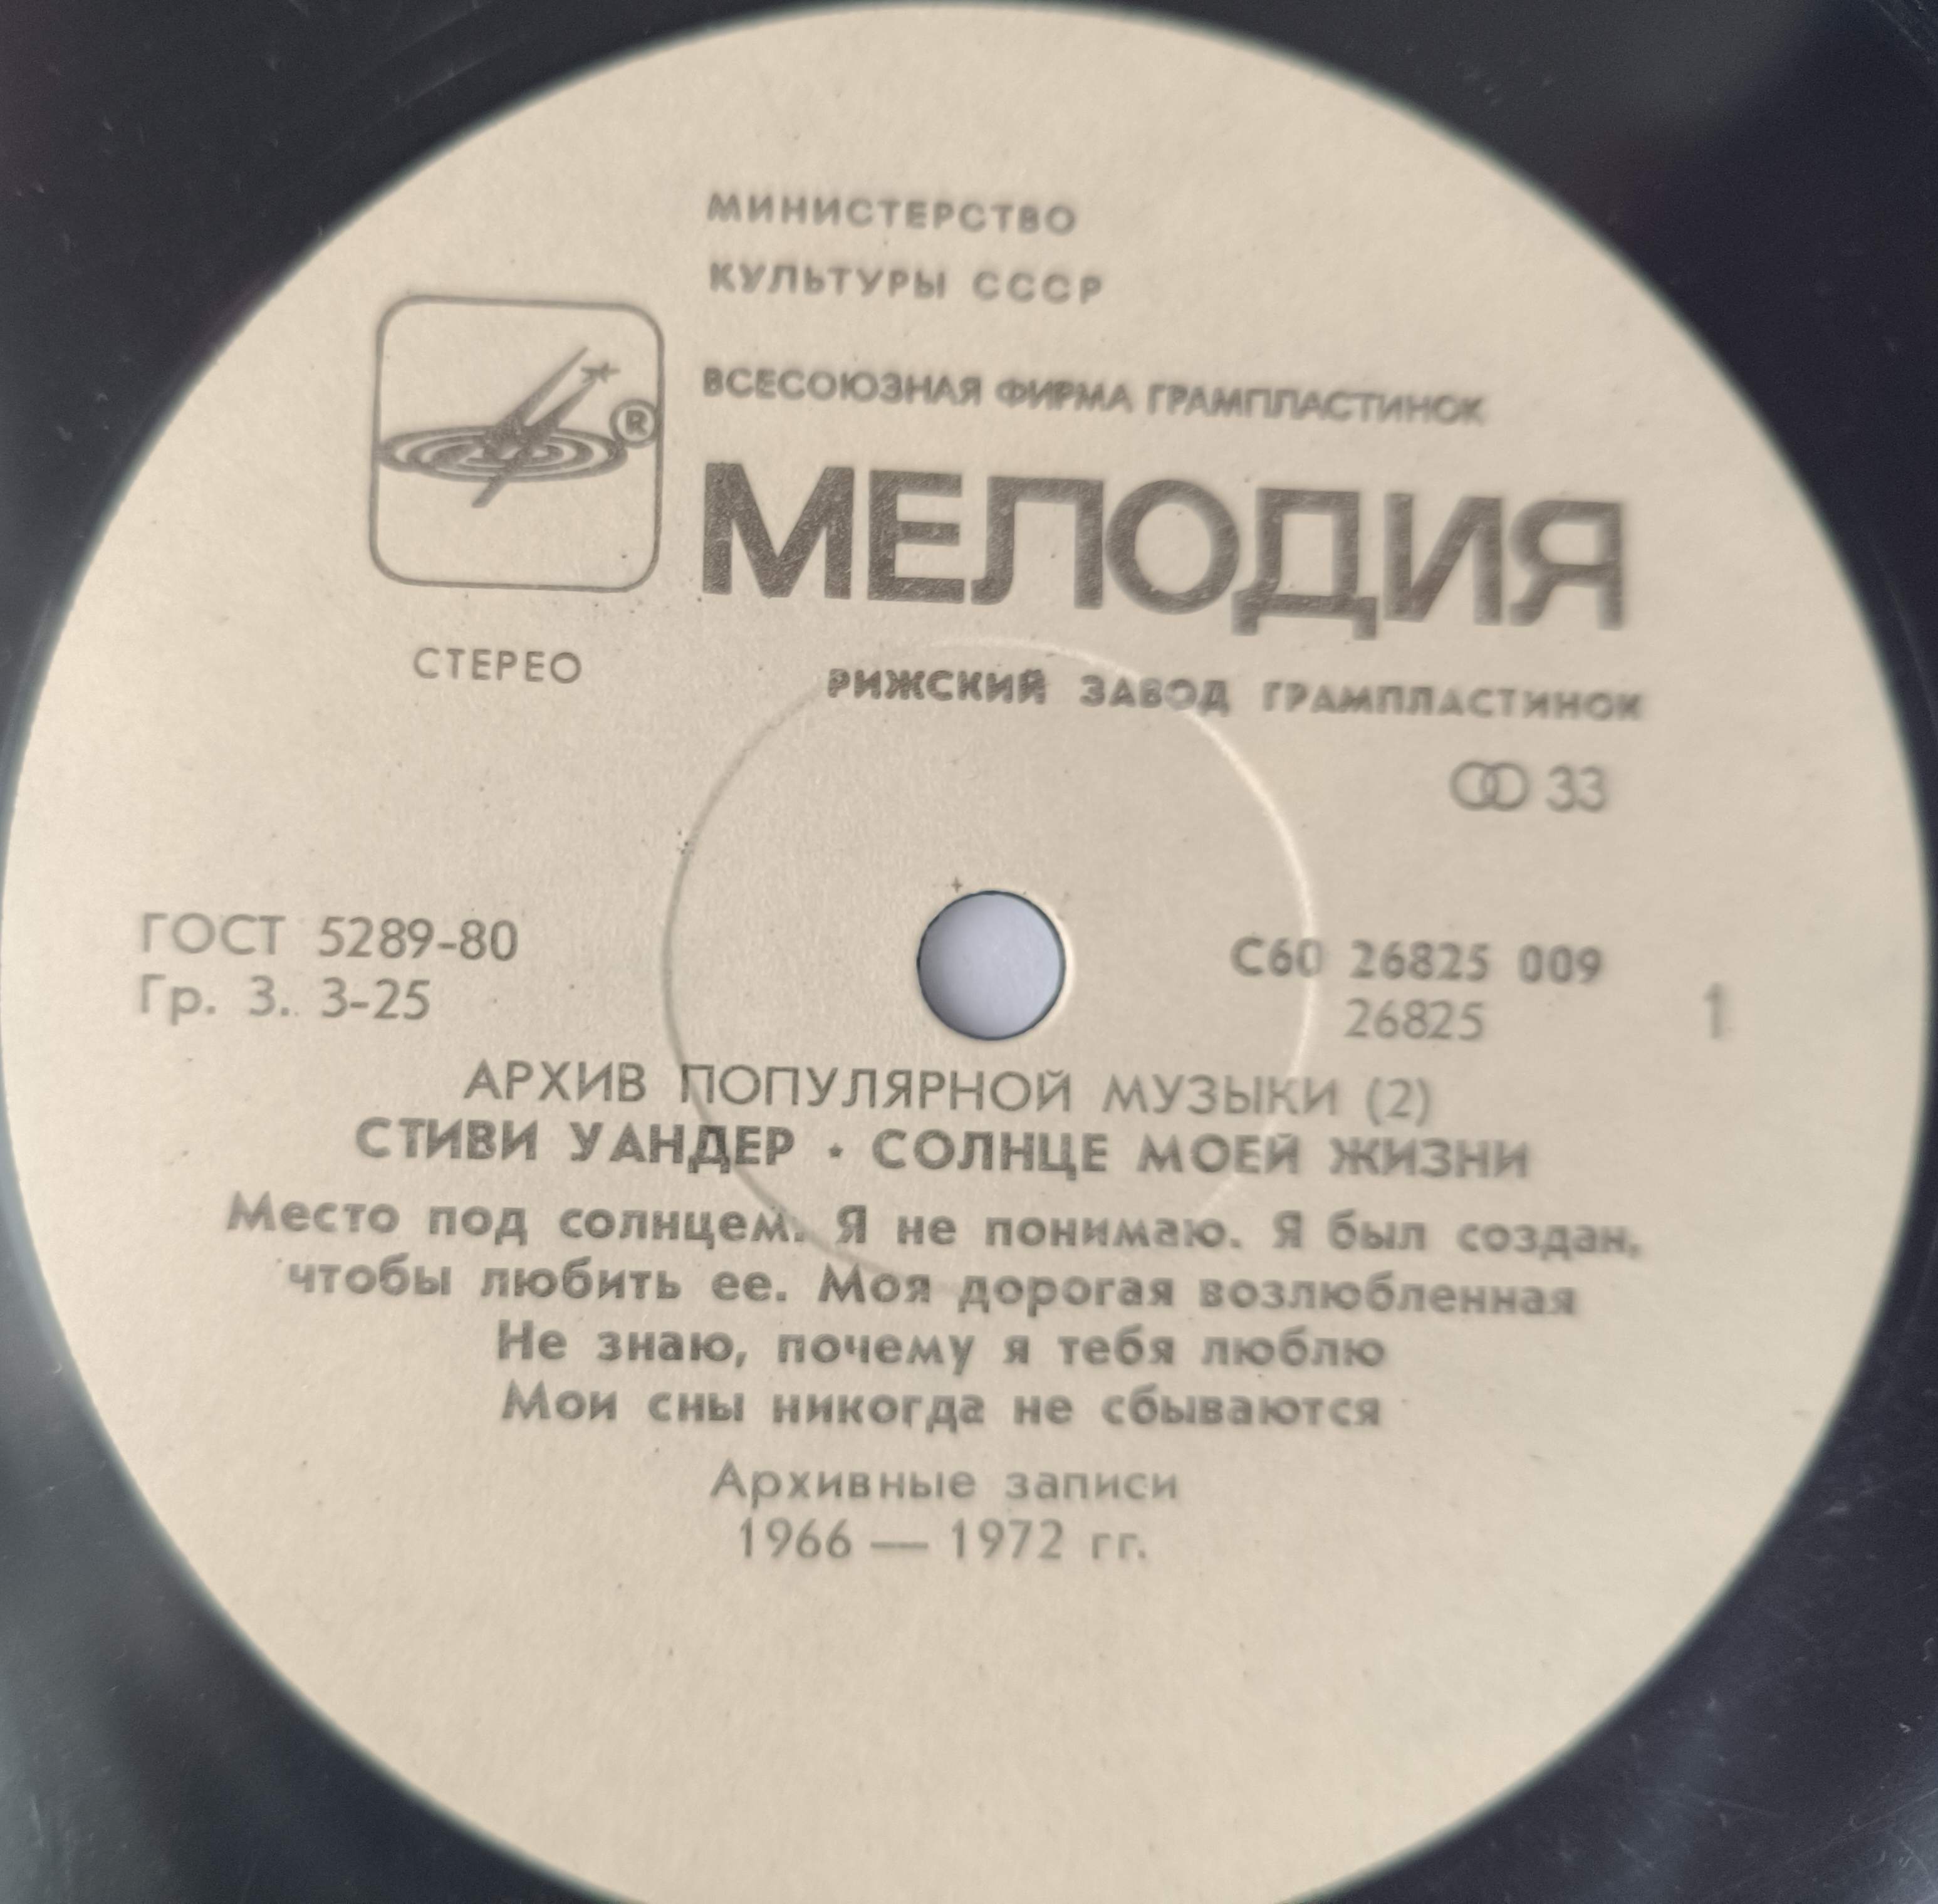 МИНИСТЕРСТВО
КУЛЬТУРЫ СССР
ВСЕСОЮЗНАЯ ФИРМА ГРАМПЛАСТИНОК
®
МЕЛОДИЯ
СТЕРЕО
РИЖСКИЙ ЗАВОД ГРАМПЛАСТИНОК
33
ГОСТ 5289-80
Гр. 3. 3-25
С60 26825 009
26825
1
АРХИВ ПОПУЛЯРНОЙ МУЗЫКИ (2)
СТИВИ УАНДЕР · СОЛНЦЕ МОЕЙ ЖИЗНИ
Место под солнцем. Я не понимаю. Я был создан,
чтобы любить ее. Моя дорогая возлюбленная
Не знаю, почему я тебя люблю
Мои сны никогда не сбываются
Архивные записи
1966 — 1972 гг.